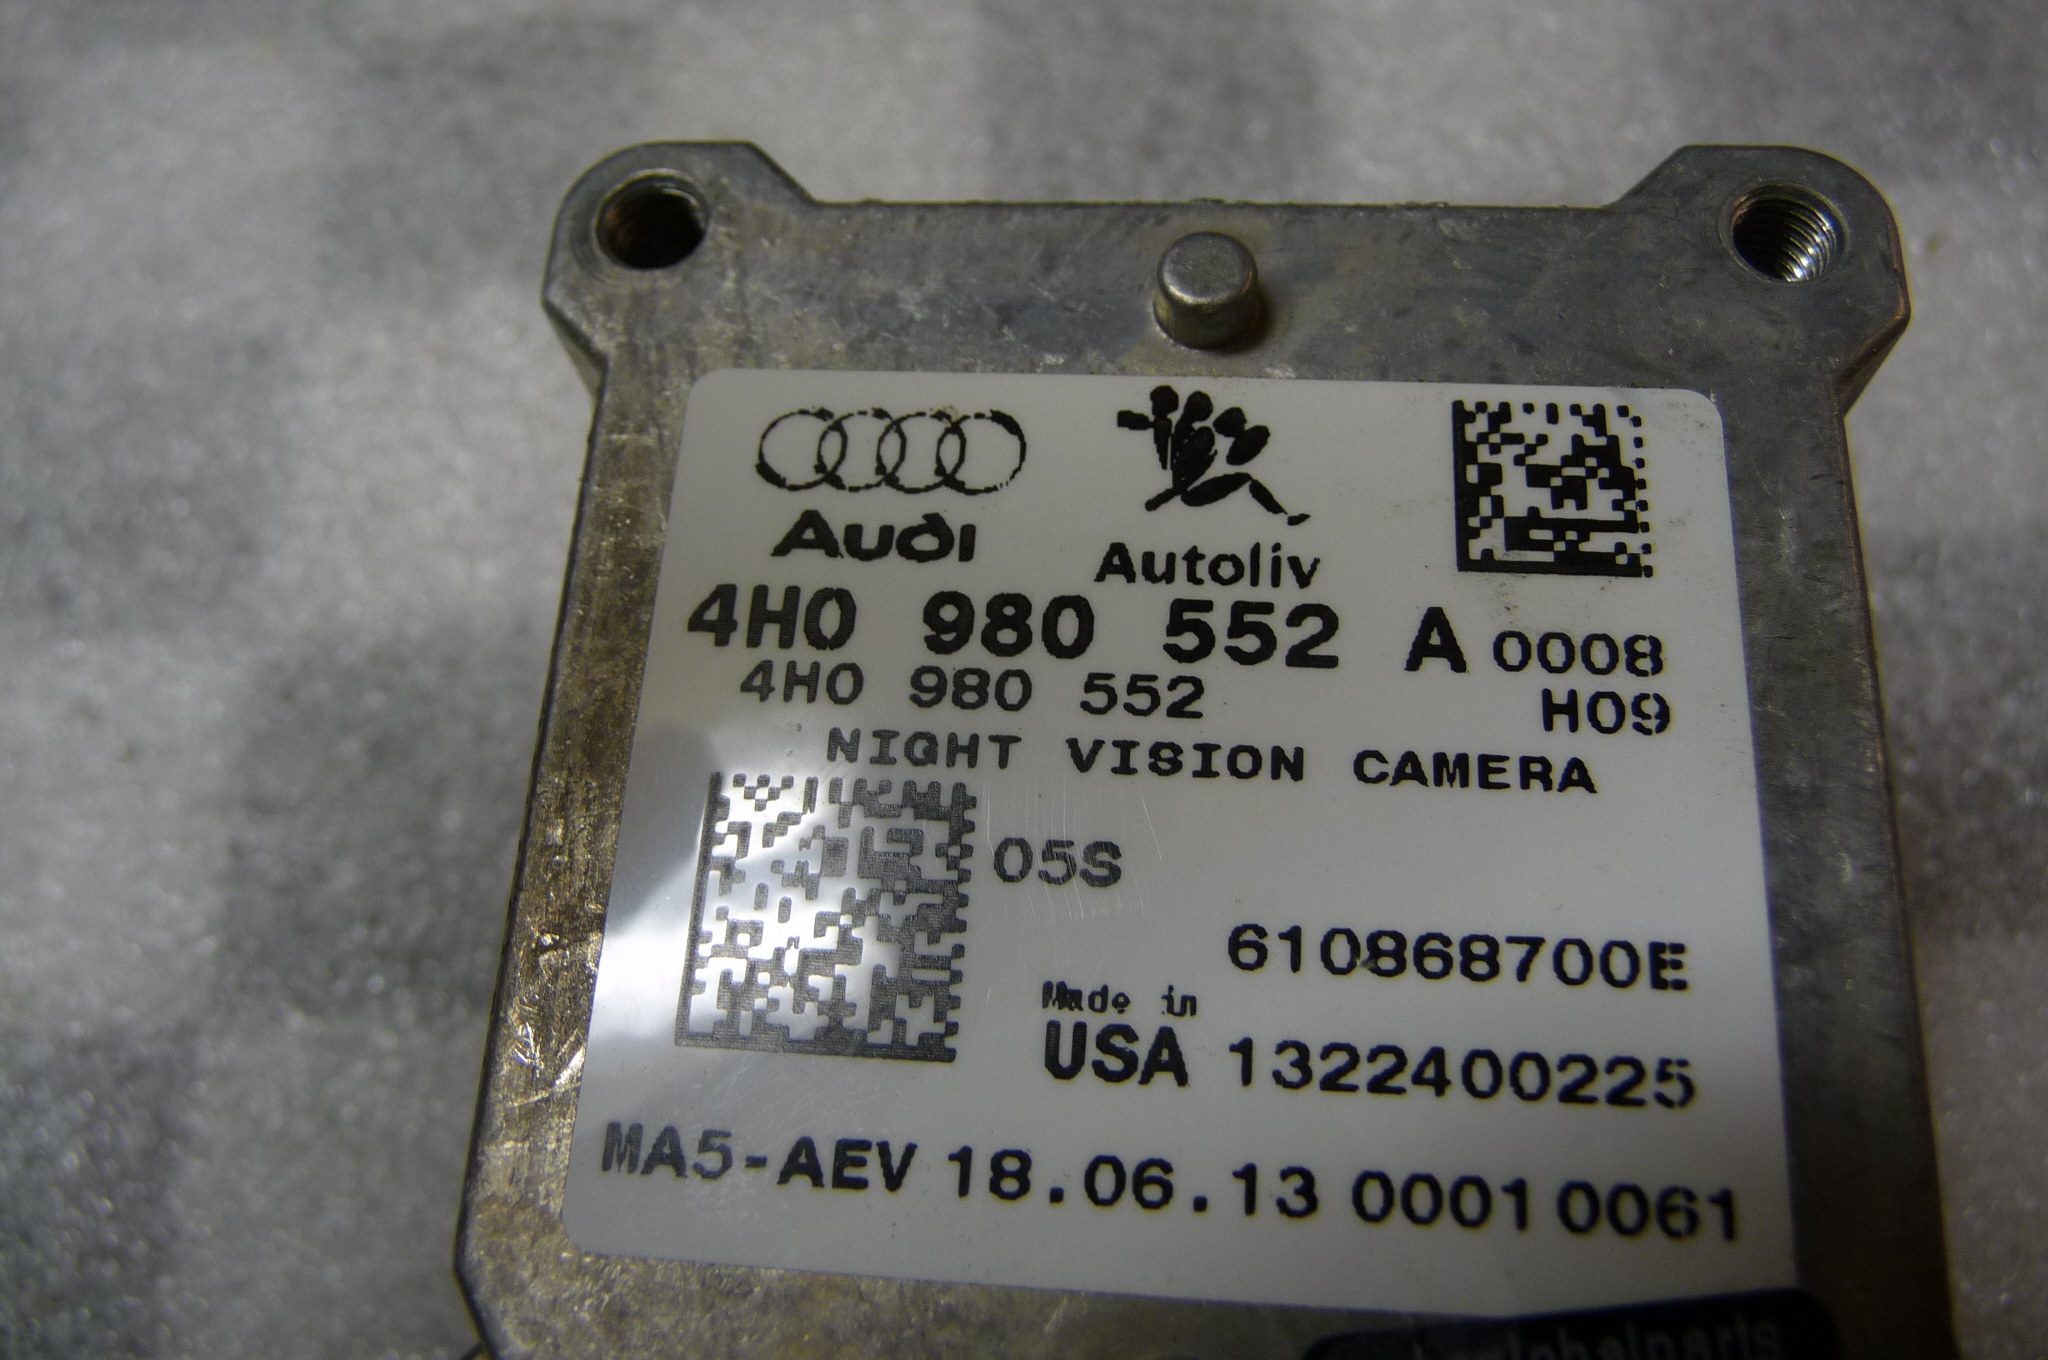 Audi
Autoliv
4H0 980 552 A 0008
4H0 980 552 H09
NIGHT VISION CAMERA
05S
610868700E
Made in
USA 1322400225
MA5-AEV 18.06.13 00010061